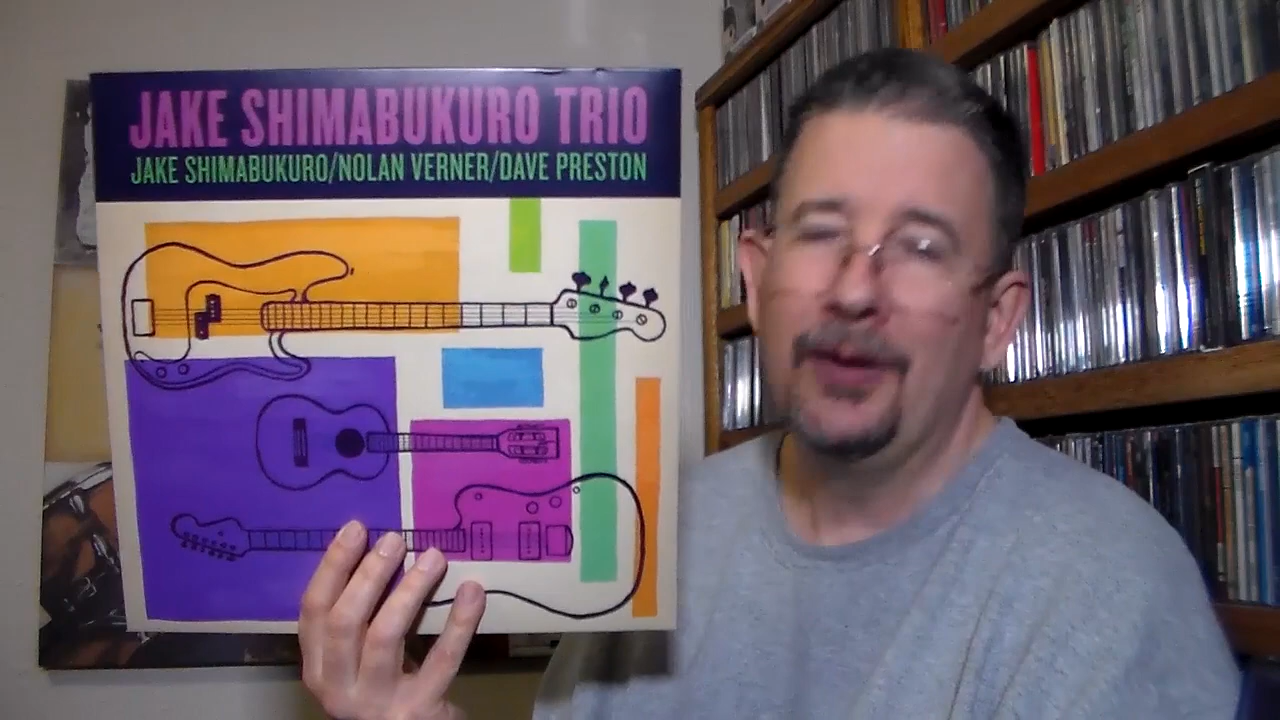 JAKE SHIMABUKURO TRIO
JAKE SHIMABUKURO/NOLAN VERNER/DAVE PRESTON